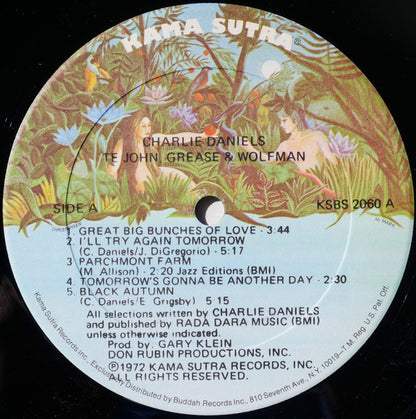 KAMA SUTRA®
CHARLIE DANIELS
TE JOHN, GREASE & WOLFMAN
SIDE A
KSBS 2060 A
1. GREAT BIG BUNCHES OF LOVE - 3:44
2. I'LL TRY AGAIN TOMORROW
(C. Daniels/J. DiGregorio)
3. PARCHMONT FARM
(M. Allison) - 2:20 Jazz Editions (BMI)
4. TOMORROW'S GONNA BE ANOTHER DAY - 2:30
5. BLACK AUTUMN
(C. Daniels/E. Grigsby) 5:15
All selections written by CHARLIE DANIELS
and published by RADA DARA MUSIC (BMI)
unless otherwise indicated.
Prod. by: GARY KLEIN
DON RUBIN PRODUCTIONS, INC.
Ⓟ1972 KAMA SUTRA RECORDS, INC
ALL RIGHTS RESERVED.
Kama Sutra Records Inc., Exclusively Distributed by Buddah Records Inc. 810 Seventh Ave., N.Y. 10019—T.M. Reg. U.S. Pat. Off.